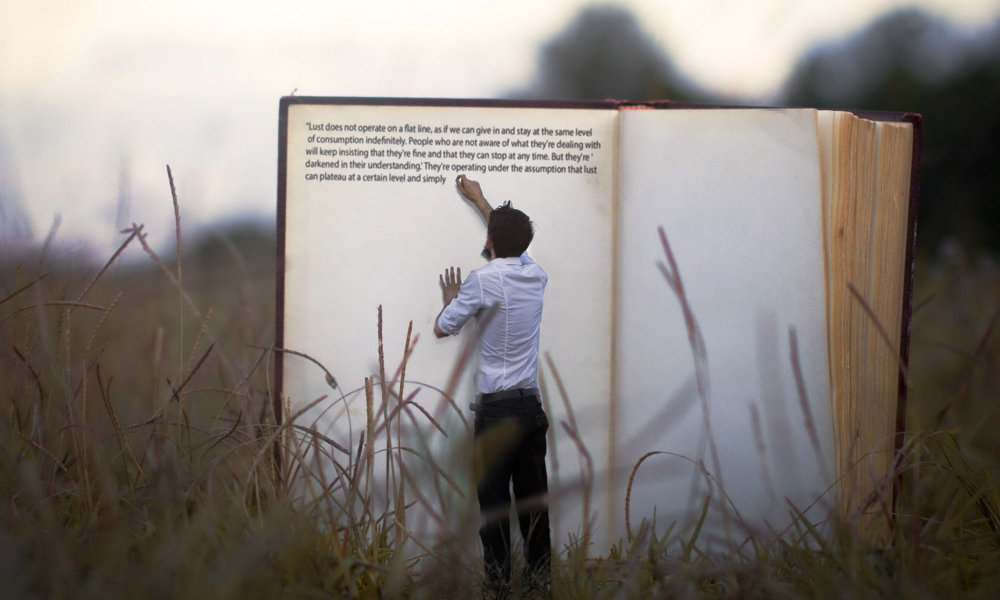 "Lust does not operate on a flat line, as if we can give in and stay at the same level
of consumption indefinitely. People who are not aware of what they're dealing with
will keep insisting that they're fine and that they can stop at any time. But they're '
darkened in their understanding.' They're operating under the assumption that lust
can plateau at a certain level and simply